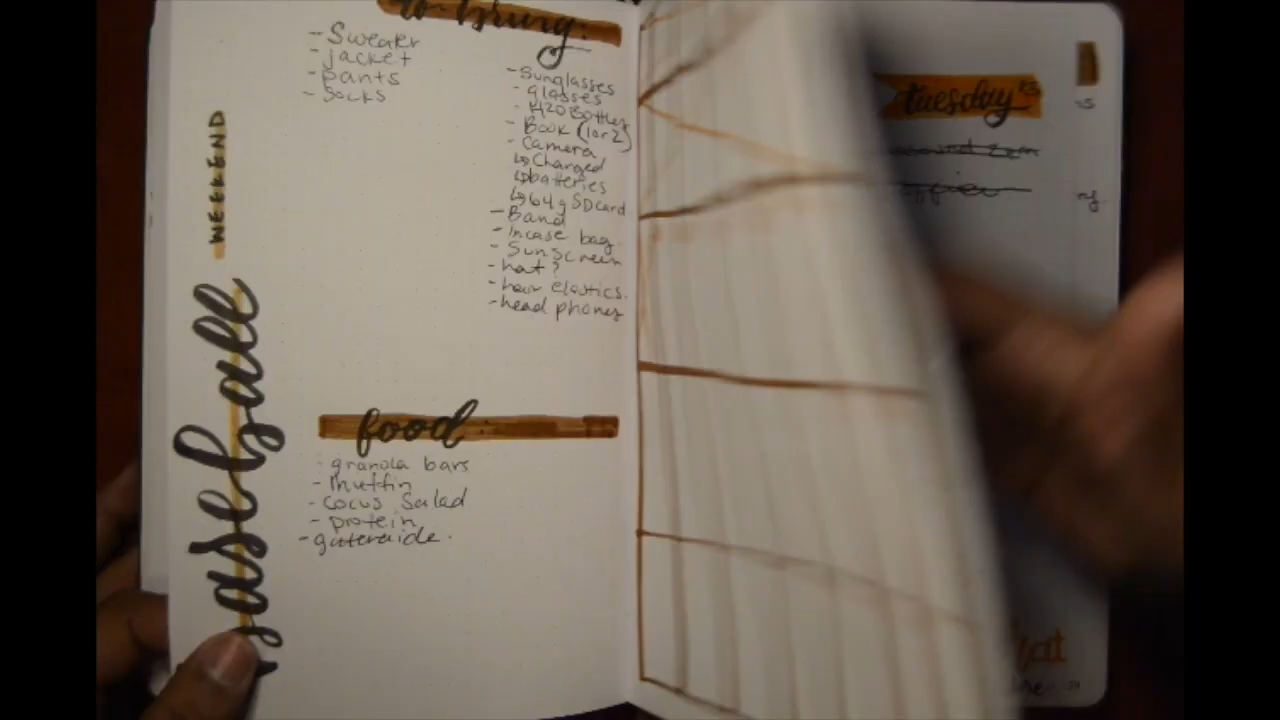 to bring:
- Sweater
- jacket
- pants
- Socks
- Sunglasses
- glasses
- H2O Bottles
- Book (1 or 2)
- Camera
↳ Charged
↳ batteries
↳ 64g SD card
- Band
- Incase bag
- Sunscreen
- hat?
- hair elastics.
- head phones
baseball WEEKEND
food:
- granola bars
- Muffin
- Cocus Salad
- protein
- gateraide.
tuesday